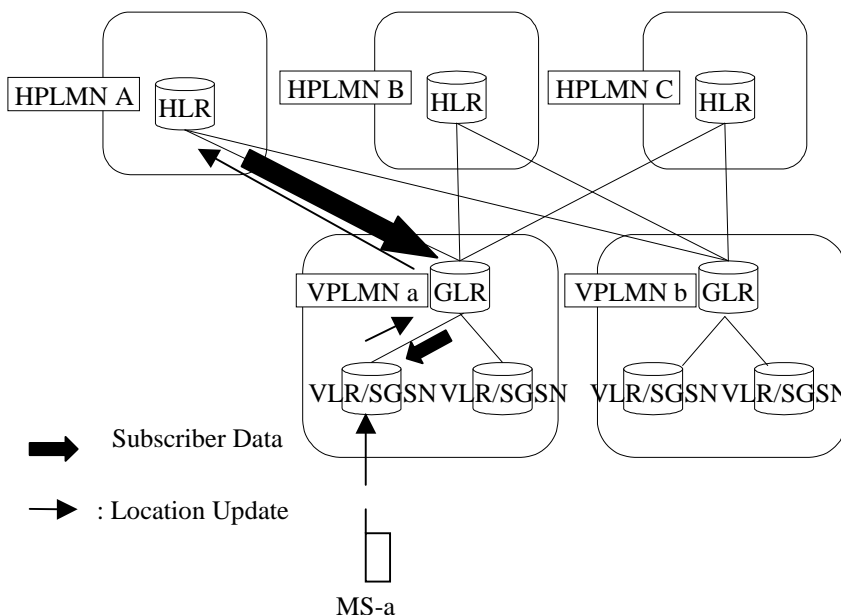 HPLMN A
HLR
HPLMN B
HLR
HPLMN C
HLR
VPLMN a
GLR
VPLMN b
GLR
VLR/SGSN
VLR/SGSN
VLR/SGSN
VLR/SGSN
Subscriber Data
: Location Update
MS-a